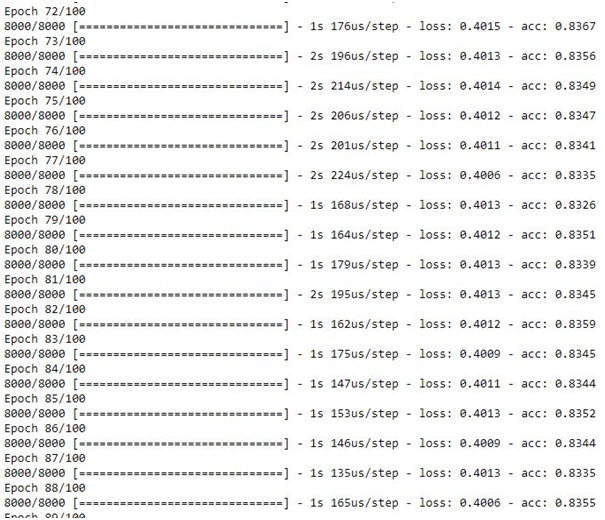 Epoch 72/100
8000/8000 [==============================] - 1s 176us/step - loss: 0.4015 - acc: 0.8367
Epoch 73/100
8000/8000 [==============================] - 2s 196us/step - loss: 0.4013 - acc: 0.8356
Epoch 74/100
8000/8000 [==============================] - 2s 214us/step - loss: 0.4014 - acc: 0.8349
Epoch 75/100
8000/8000 [==============================] - 2s 206us/step - loss: 0.4012 - acc: 0.8347
Epoch 76/100
8000/8000 [==============================] - 2s 201us/step - loss: 0.4011 - acc: 0.8341
Epoch 77/100
8000/8000 [==============================] - 2s 224us/step - loss: 0.4006 - acc: 0.8335
Epoch 78/100
8000/8000 [==============================] - 1s 168us/step - loss: 0.4013 - acc: 0.8326
Epoch 79/100
8000/8000 [==============================] - 1s 164us/step - loss: 0.4012 - acc: 0.8351
Epoch 80/100
8000/8000 [==============================] - 1s 179us/step - loss: 0.4013 - acc: 0.8339
Epoch 81/100
8000/8000 [==============================] - 2s 195us/step - loss: 0.4013 - acc: 0.8345
Epoch 82/100
8000/8000 [==============================] - 1s 162us/step - loss: 0.4012 - acc: 0.8359
Epoch 83/100
8000/8000 [==============================] - 1s 175us/step - loss: 0.4009 - acc: 0.8345
Epoch 84/100
8000/8000 [==============================] - 1s 147us/step - loss: 0.4011 - acc: 0.8344
Epoch 85/100
8000/8000 [==============================] - 1s 153us/step - loss: 0.4013 - acc: 0.8352
Epoch 86/100
8000/8000 [==============================] - 1s 146us/step - loss: 0.4009 - acc: 0.8344
Epoch 87/100
8000/8000 [==============================] - 1s 135us/step - loss: 0.4013 - acc: 0.8335
Epoch 88/100
8000/8000 [==============================] - 1s 165us/step - loss: 0.4006 - acc: 0.8355
Epoch 89/100